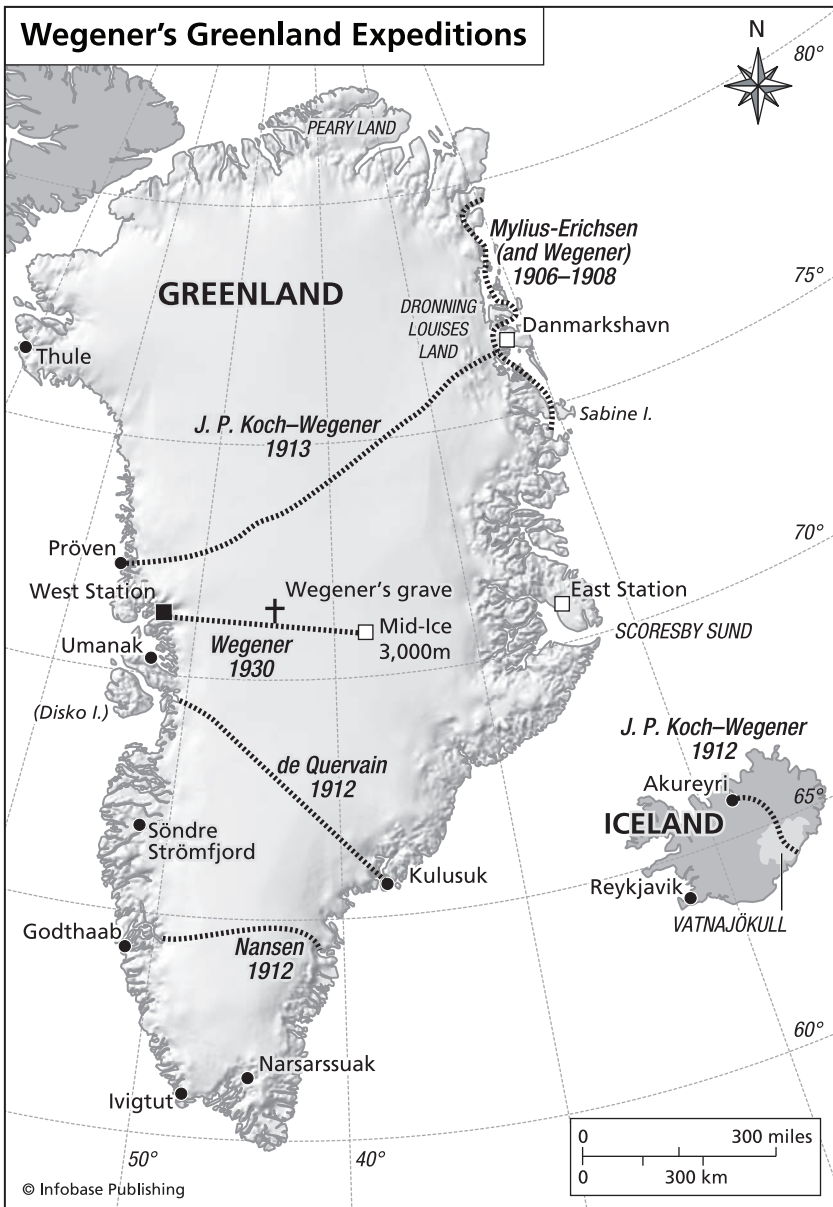 Wegener's Greenland Expeditions
N
80°
PEARY LAND
Mylius-Erichsen
(and Wegener)
1906–1908
75°
GREENLAND
DRONNING
LOUISES
LAND
Danmarkshavn
Thule
Sabine I.
J. P. Koch–Wegener
1913
70°
Pröven
West Station
Wegener's grave
East Station
Mid-Ice
3,000m
SCORESBY SUND
Umanak
Wegener
1930
(Disko I.)
J. P. Koch–Wegener
1912
de Quervain
1912
Akureyri
65°
ICELAND
Söndre
Strömfjord
Kulusuk
Reykjavik
VATNAJÖKULL
Godthaab
Nansen
1912
60°
Narsarssuak
Ivigtut
0 300 miles
0 300 km
50°
40°
© Infobase Publishing